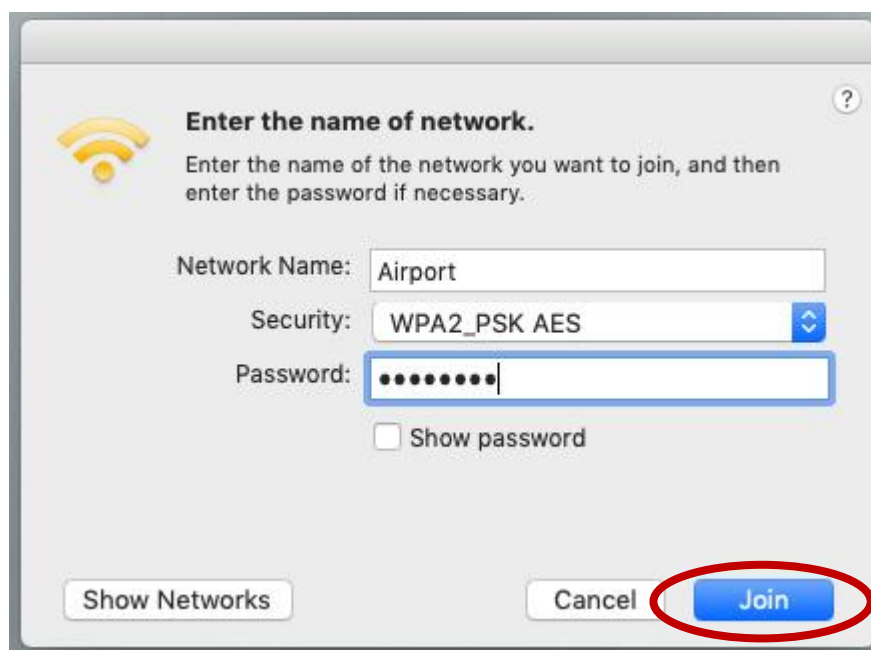 ?
Enter the name of network.
Enter the name of the network you want to join, and then
enter the password if necessary.
Network Name: Airport
Security: WPA2_PSK AES
Password: ••••••••
Show password
Show Networks Cancel Join